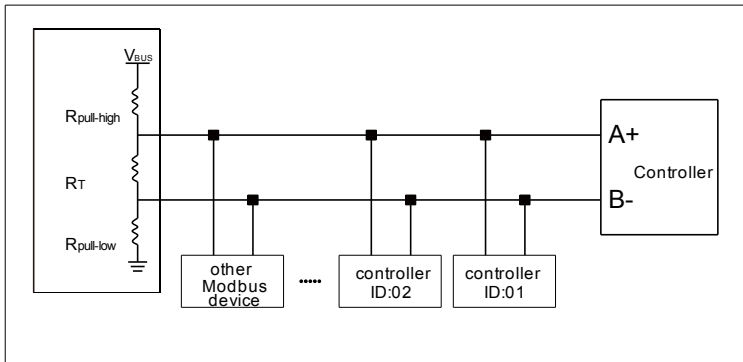 VBUS
Rpull-high
RT
Rpull-low
A+
Controller
B-
other
Modbus
device
.....
controller
ID:02
controller
ID:01